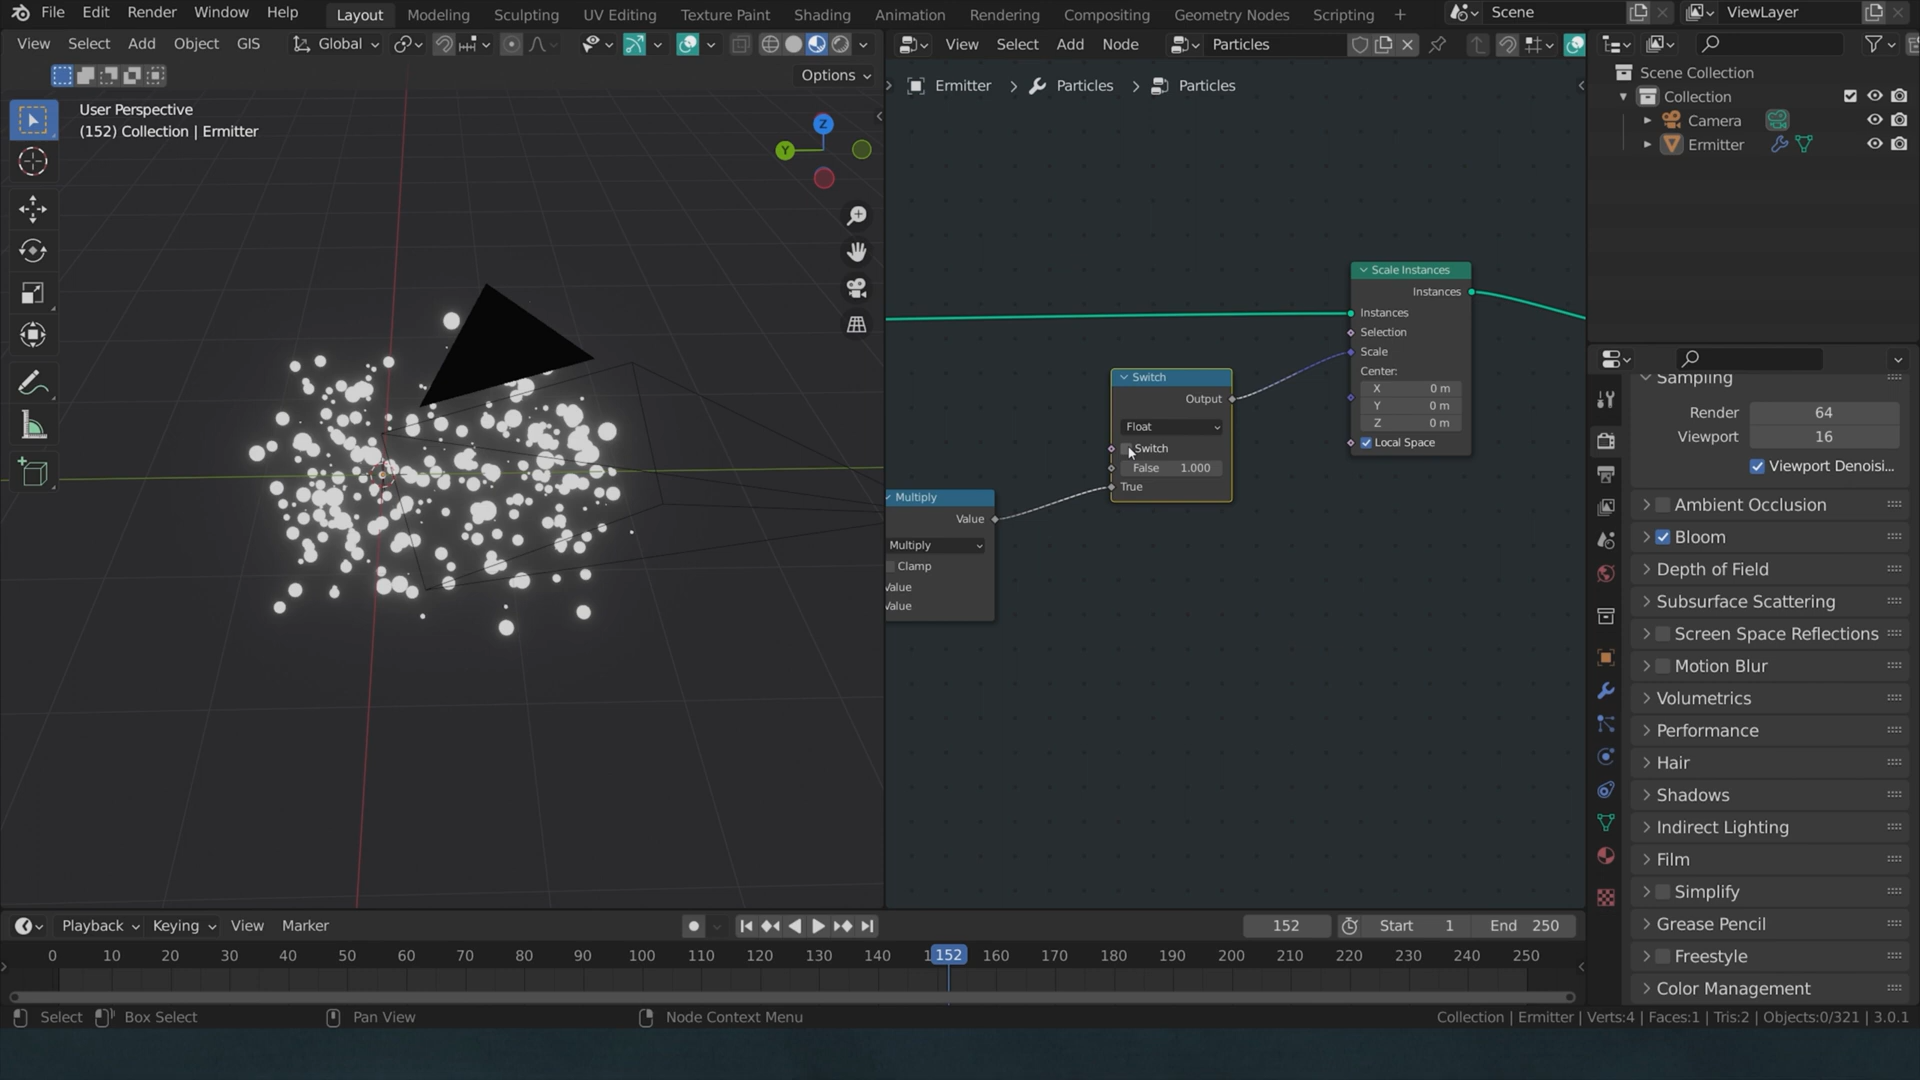 File Edit Render Window Help Layout Modeling Sculpting UV Editing Texture Paint Shading Animation Rendering Compositing Geometry Nodes Scripting + Scene ViewLayer
View Select Add Object GIS Global
Options
User Perspective
(152) Collection | Ermitter
Z
Y
View Select Add Node Particles
Ermitter > Particles > Particles
Scale Instances
Instances
Instances
Selection
Scale
Center:
X 0 m
Y 0 m
Z 0 m
Local Space
Switch
Output
Float
Switch
False 1.000
True
Multiply
Value
Multiply
Clamp
Value
Value
Scene Collection
Collection
Camera
Ermitter
Sampling
Render 64
Viewport 16
Viewport Denoisi...
Ambient Occlusion
Bloom
Depth of Field
Subsurface Scattering
Screen Space Reflections
Motion Blur
Volumetrics
Performance
Hair
Shadows
Indirect Lighting
Film
Simplify
Grease Pencil
Freestyle
Color Management
Playback Keying View Marker 152 Start 1 End 250
0 10 20 30 40 50 60 70 80 90 100 110 120 130 140 152 160 170 180 190 200 210 220 230 240 250
Select Box Select Pan View Node Context Menu Collection | Ermitter | Verts:4 | Faces:1 | Tris:2 | Objects:0/321 | 3.0.1